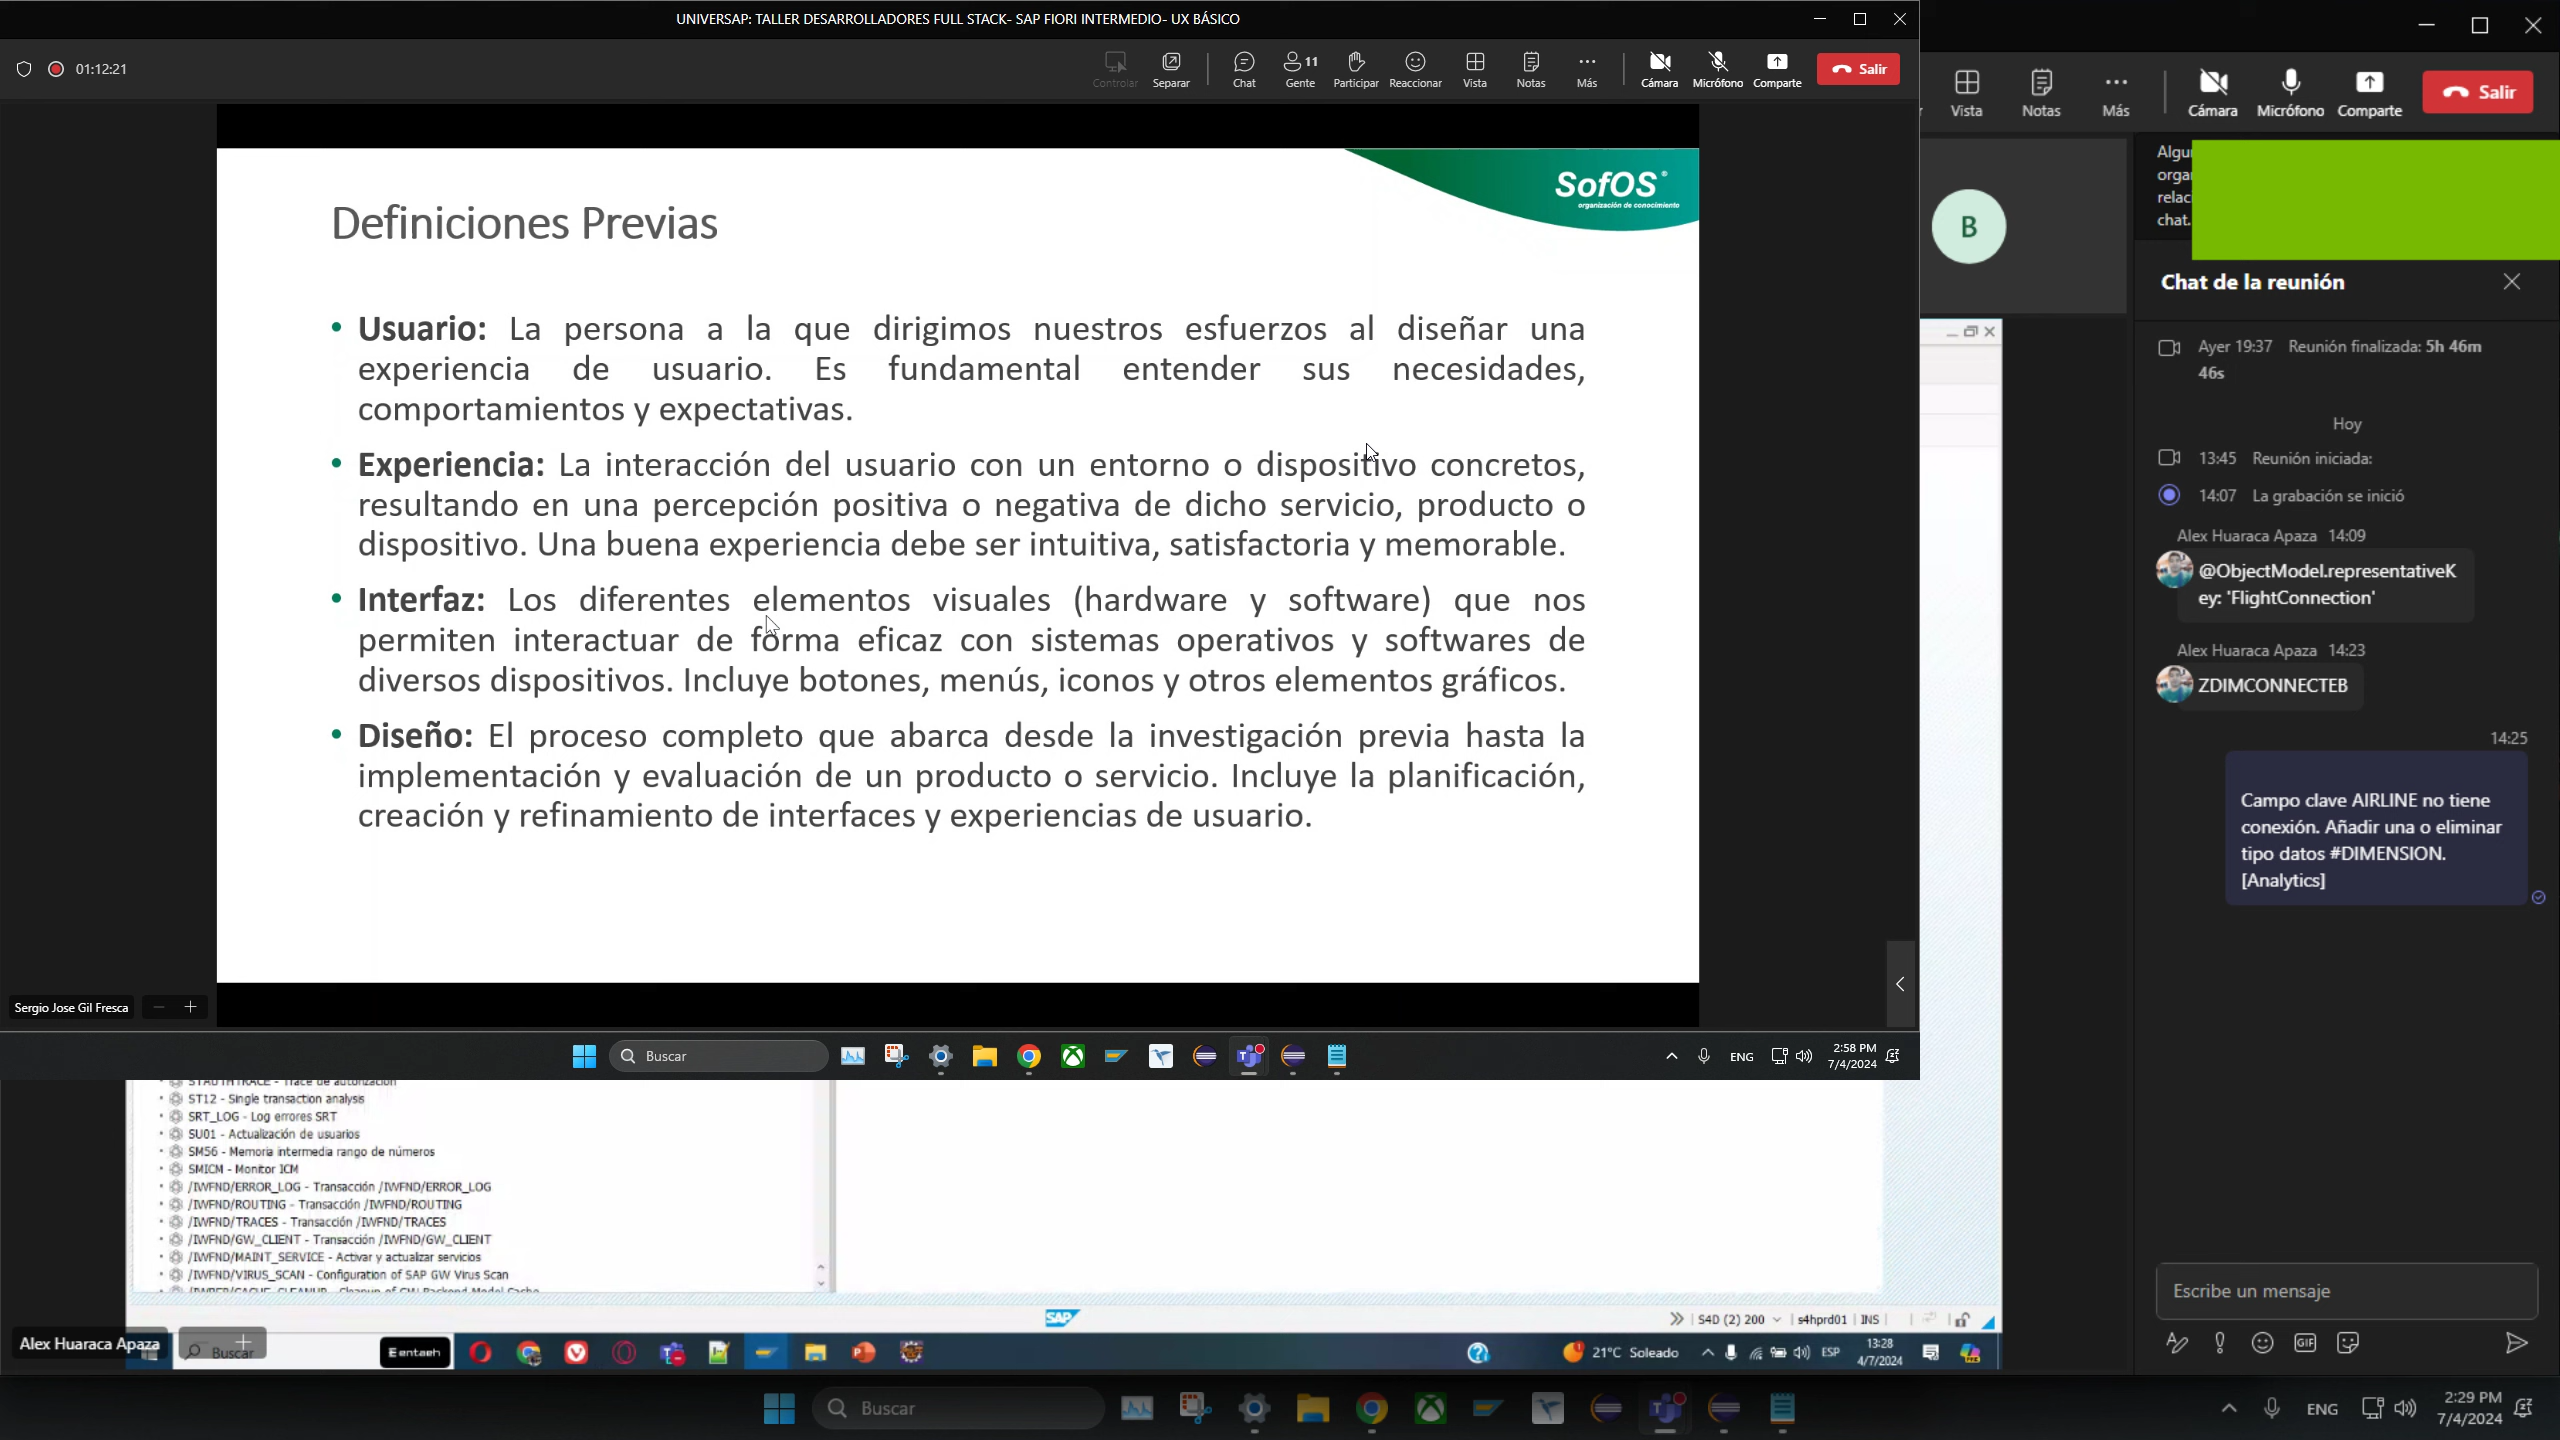 UNIVERSAP: TALLER DESARROLLADORES FULL STACK- SAP FIORI INTERMEDIO- UX BÁSICO
01:12:21
Controlar
Separar
Chat
Gente
11
Participar
Reaccionar
Vista
Notas
Más
Cámara
Micrófono
Comparte
Salir
SofOS
organización de conocimiento
Definiciones Previas
• Usuario: La persona a la que dirigimos nuestros esfuerzos al diseñar una
experiencia de usuario. Es fundamental entender sus necesidades,
comportamientos y expectativas.
• Experiencia: La interacción del usuario con un entorno o dispositivo concretos,
resultando en una percepción positiva o negativa de dicho servicio, producto o
dispositivo. Una buena experiencia debe ser intuitiva, satisfactoria y memorable.
• Interfaz: Los diferentes elementos visuales (hardware y software) que nos
permiten interactuar de forma eficaz con sistemas operativos y softwares de
diversos dispositivos. Incluye botones, menús, iconos y otros elementos gráficos.
• Diseño: El proceso completo que abarca desde la investigación previa hasta la
implementación y evaluación de un producto o servicio. Incluye la planificación,
creación y refinamiento de interfaces y experiencias de usuario.
Sergio Jose Gil Fresca
Buscar
ENG
2:58 PM
7/4/2024
Vista
Notas
Más
Cámara
Micrófono
Comparte
Salir
B
chat.
Chat de la reunión
Ayer 19:37 Reunión finalizada: 5h 46m
46s
Hoy
13:45 Reunión iniciada:
14:07 La grabación se inició
Alex Huaraca Apaza 14:09
@ObjectModel.representativeK
ey: 'FlightConnection'
Alex Huaraca Apaza 14:23
ZDIMCONNECTEB
14:25
Campo clave AIRLINE no tiene
conexión. Añadir una o eliminar
tipo datos #DIMENSION.
[Analytics]
Escribe un mensaje
GIF
STAUTHTRACE - Trace de autorización
ST12 - Single transaction analysis
SRT_LOG - Log errores SRT
SU01 - Actualización de usuarios
SM56 - Memoria intermedia rango de números
SMICM - Monitor ICM
/IWFND/ERROR_LOG - Transacción /IWFND/ERROR_LOG
/IWFND/ROUTING - Transacción /IWFND/ROUTING
/IWFND/TRACES - Transacción /IWFND/TRACES
/IWFND/GW_CLIENT - Transacción /IWFND/GW_CLIENT
/IWFND/MAINT_SERVICE - Activar y actualizar servicios
/IWFND/VIRUS_SCAN - Configuration of SAP GW Virus Scan
SAP
S4D (2) 200
s4hprd01
INS
Alex Huaraca Apaza
Buscar
21°C Soleado
ESP
13:28
4/7/2024
Buscar
ENG
2:29 PM
7/4/2024